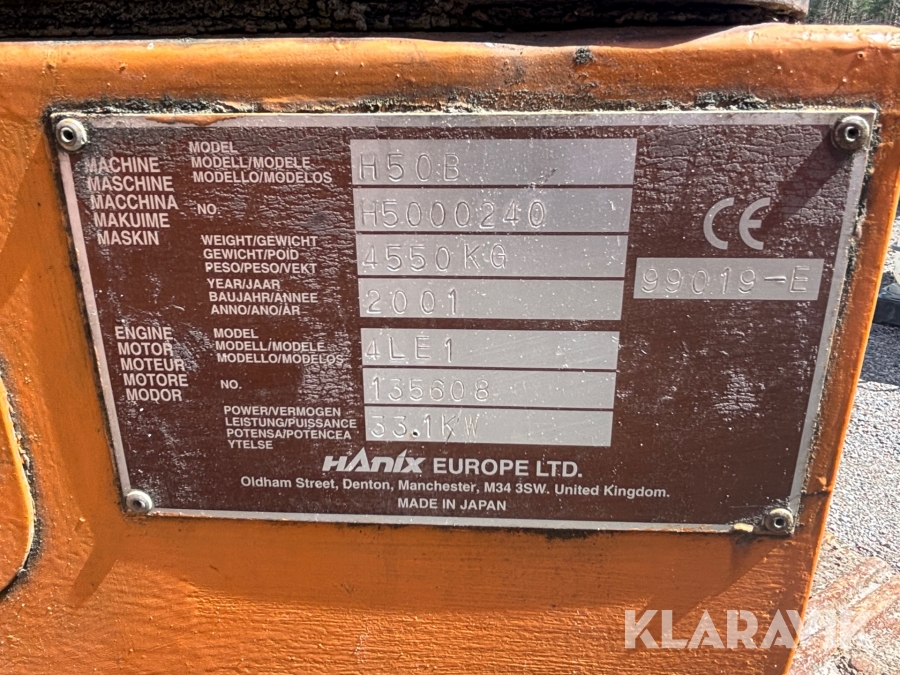 MACHINE
MASCHINE
MACCHINA
MAKUIME
MASKIN
MODEL
MODELL/MODELE
MODELLO/MODELOS
H50B
NO.
H5000240
WEIGHT/GEWICHT
GEWICHT/POID
PESO/PESO/VEKT
4550KG
YEAR/JAAR
BAUJAHR/ANNEE
ANNO/ANO/ÅR
2001
CE
99019-E
ENGINE
MOTOR
MOTEUR
MOTORE
MODOR
MODEL
MODELL/MODELE
MODELLO/MODELOS
4LE1
NO.
135608
POWER/VERMOGEN
LEISTUNG/PUISSANCE
POTENSA/POTENCEA
YTELSE
33.1KW
HANIX EUROPE LTD.
Oldham Street, Denton, Manchester, M34 3SW. United Kingdom.
MADE IN JAPAN
KLARAVIK